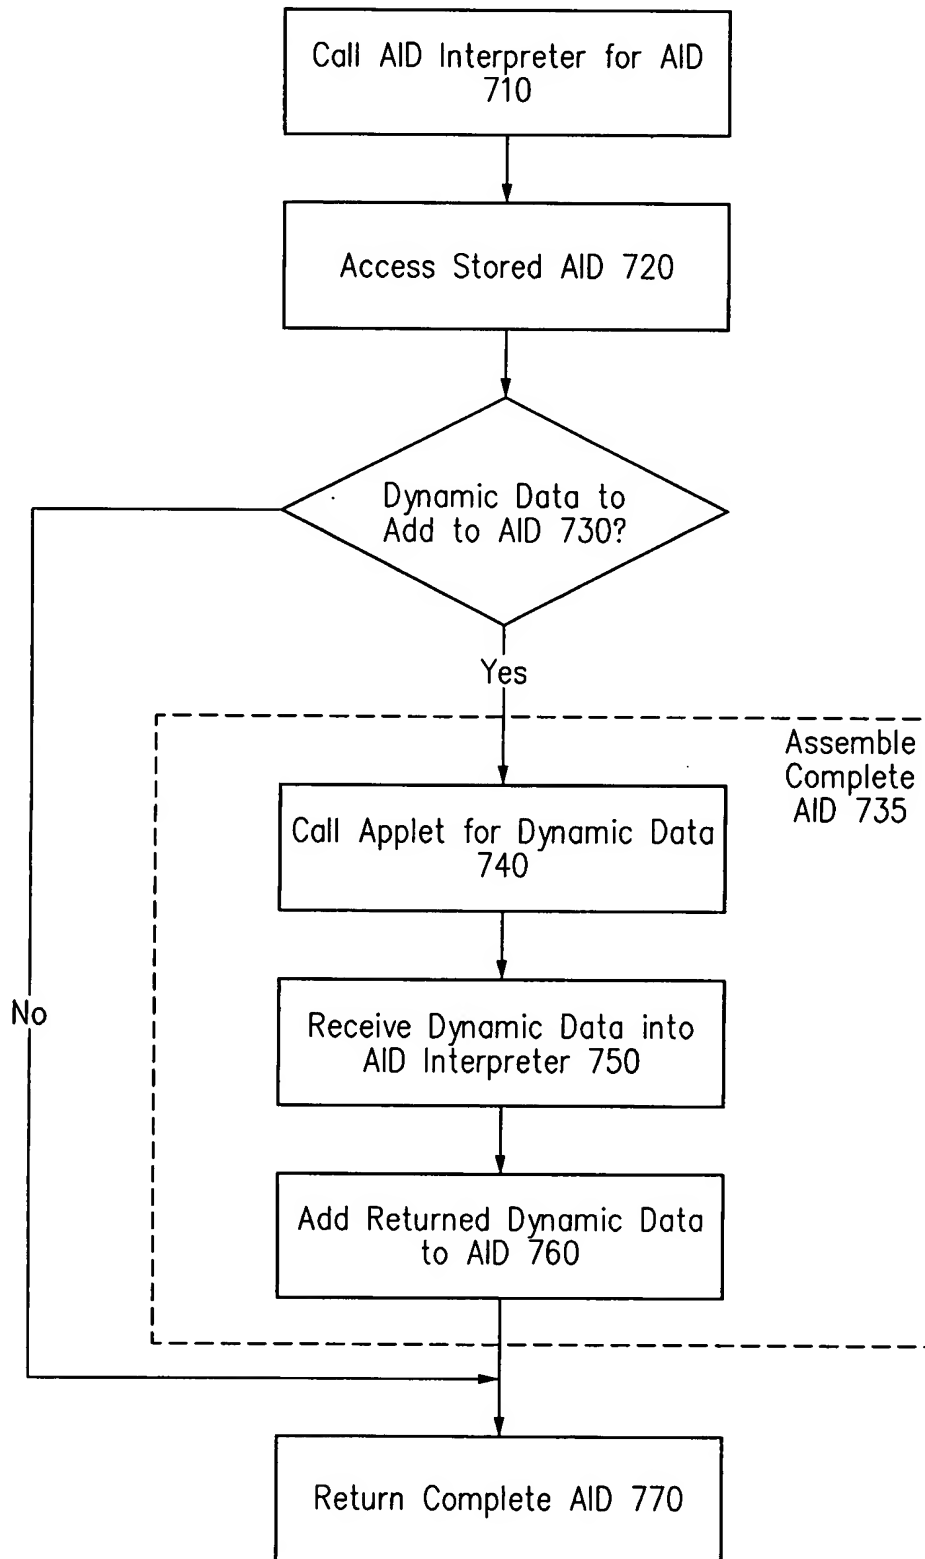 Call AID Interpreter for AID
710
Access Stored AID 720
Dynamic Data to
Add to AID 730?
Yes
Assemble
Complete
AID 735
Call Applet for Dynamic Data
740
No
Receive Dynamic Data into
AID Interpreter 750
Add Returned Dynamic Data
to AID 760
Return Complete AID 770